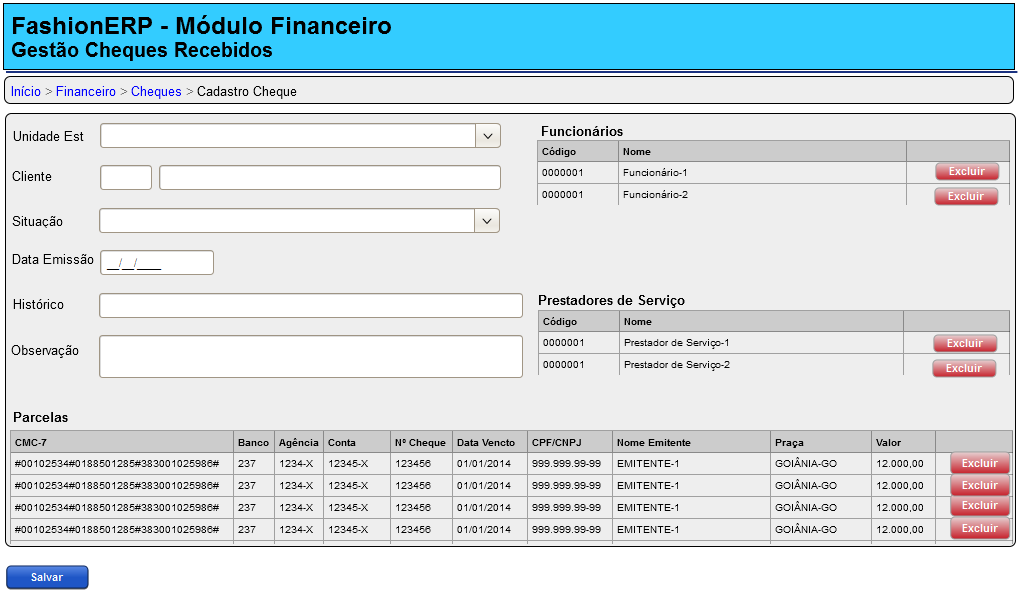 FashionERP - Módulo Financeiro
Gestão Cheques Recebidos
Início > Financeiro > Cheques > Cadastro Cheque
Unidade Est
Cliente
Situação
Data Emissão __/__/____
Histórico
Observação
Funcionários
Código Nome
0000001 Funcionário-1 Excluir
0000001 Funcionário-2 Excluir
Prestadores de Serviço
Código Nome
0000001 Prestador de Serviço-1 Excluir
0000001 Prestador de Serviço-2 Excluir
Parcelas
CMC-7 Banco Agência Conta Nº Cheque Data Vencto CPF/CNPJ Nome Emitente Praça Valor
#00102534#0188501285#383001025986# 237 1234-X 12345-X 123456 01/01/2014 999.999.99-99 EMITENTE-1 GOIÂNIA-GO 12.000,00 Excluir
#00102534#0188501285#383001025986# 237 1234-X 12345-X 123456 01/01/2014 999.999.99-99 EMITENTE-1 GOIÂNIA-GO 12.000,00 Excluir
#00102534#0188501285#383001025986# 237 1234-X 12345-X 123456 01/01/2014 999.999.99-99 EMITENTE-1 GOIÂNIA-GO 12.000,00 Excluir
#00102534#0188501285#383001025986# 237 1234-X 12345-X 123456 01/01/2014 999.999.99-99 EMITENTE-1 GOIÂNIA-GO 12.000,00 Excluir
Salvar